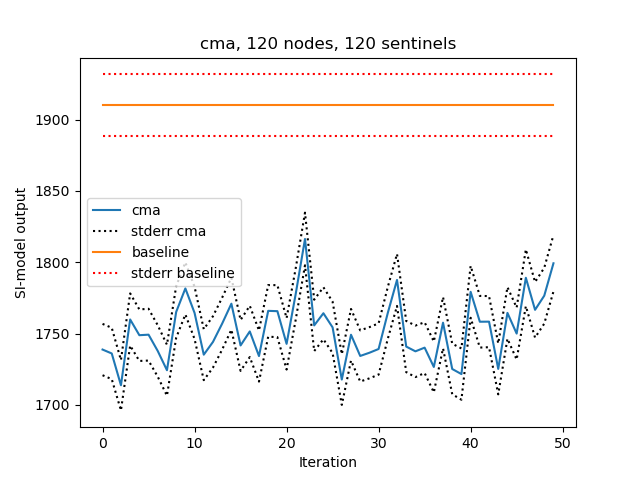 cma, 120 nodes, 120 sentinels
SI-model output
1900
1850
1800
1750
1700
cma
stderr cma
baseline
stderr baseline
0 10 20 30 40 50
Iteration